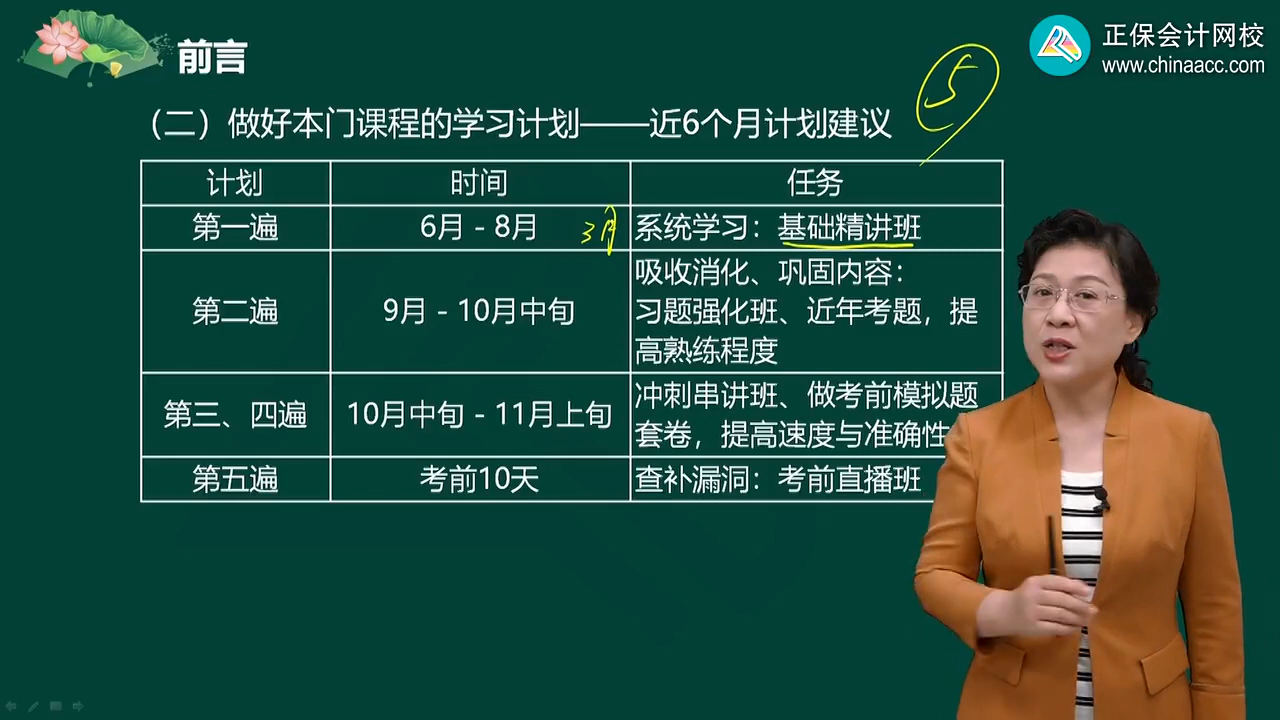 前言
正保会计网校
www.chinaacc.com
5
（二）做好本门课程的学习计划——近6个月计划建议
计划 时间 任务
第一遍 6月－8月 3月 系统学习：基础精讲班
第二遍 9月－10月中旬 吸收消化、巩固内容：
习题强化班、近年考题，提
高熟练程度
第三、四遍 10月中旬－11月上旬 冲刺串讲班、做考前模拟题
套卷，提高速度与准确性
第五遍 考前10天 查补漏洞：考前直播班